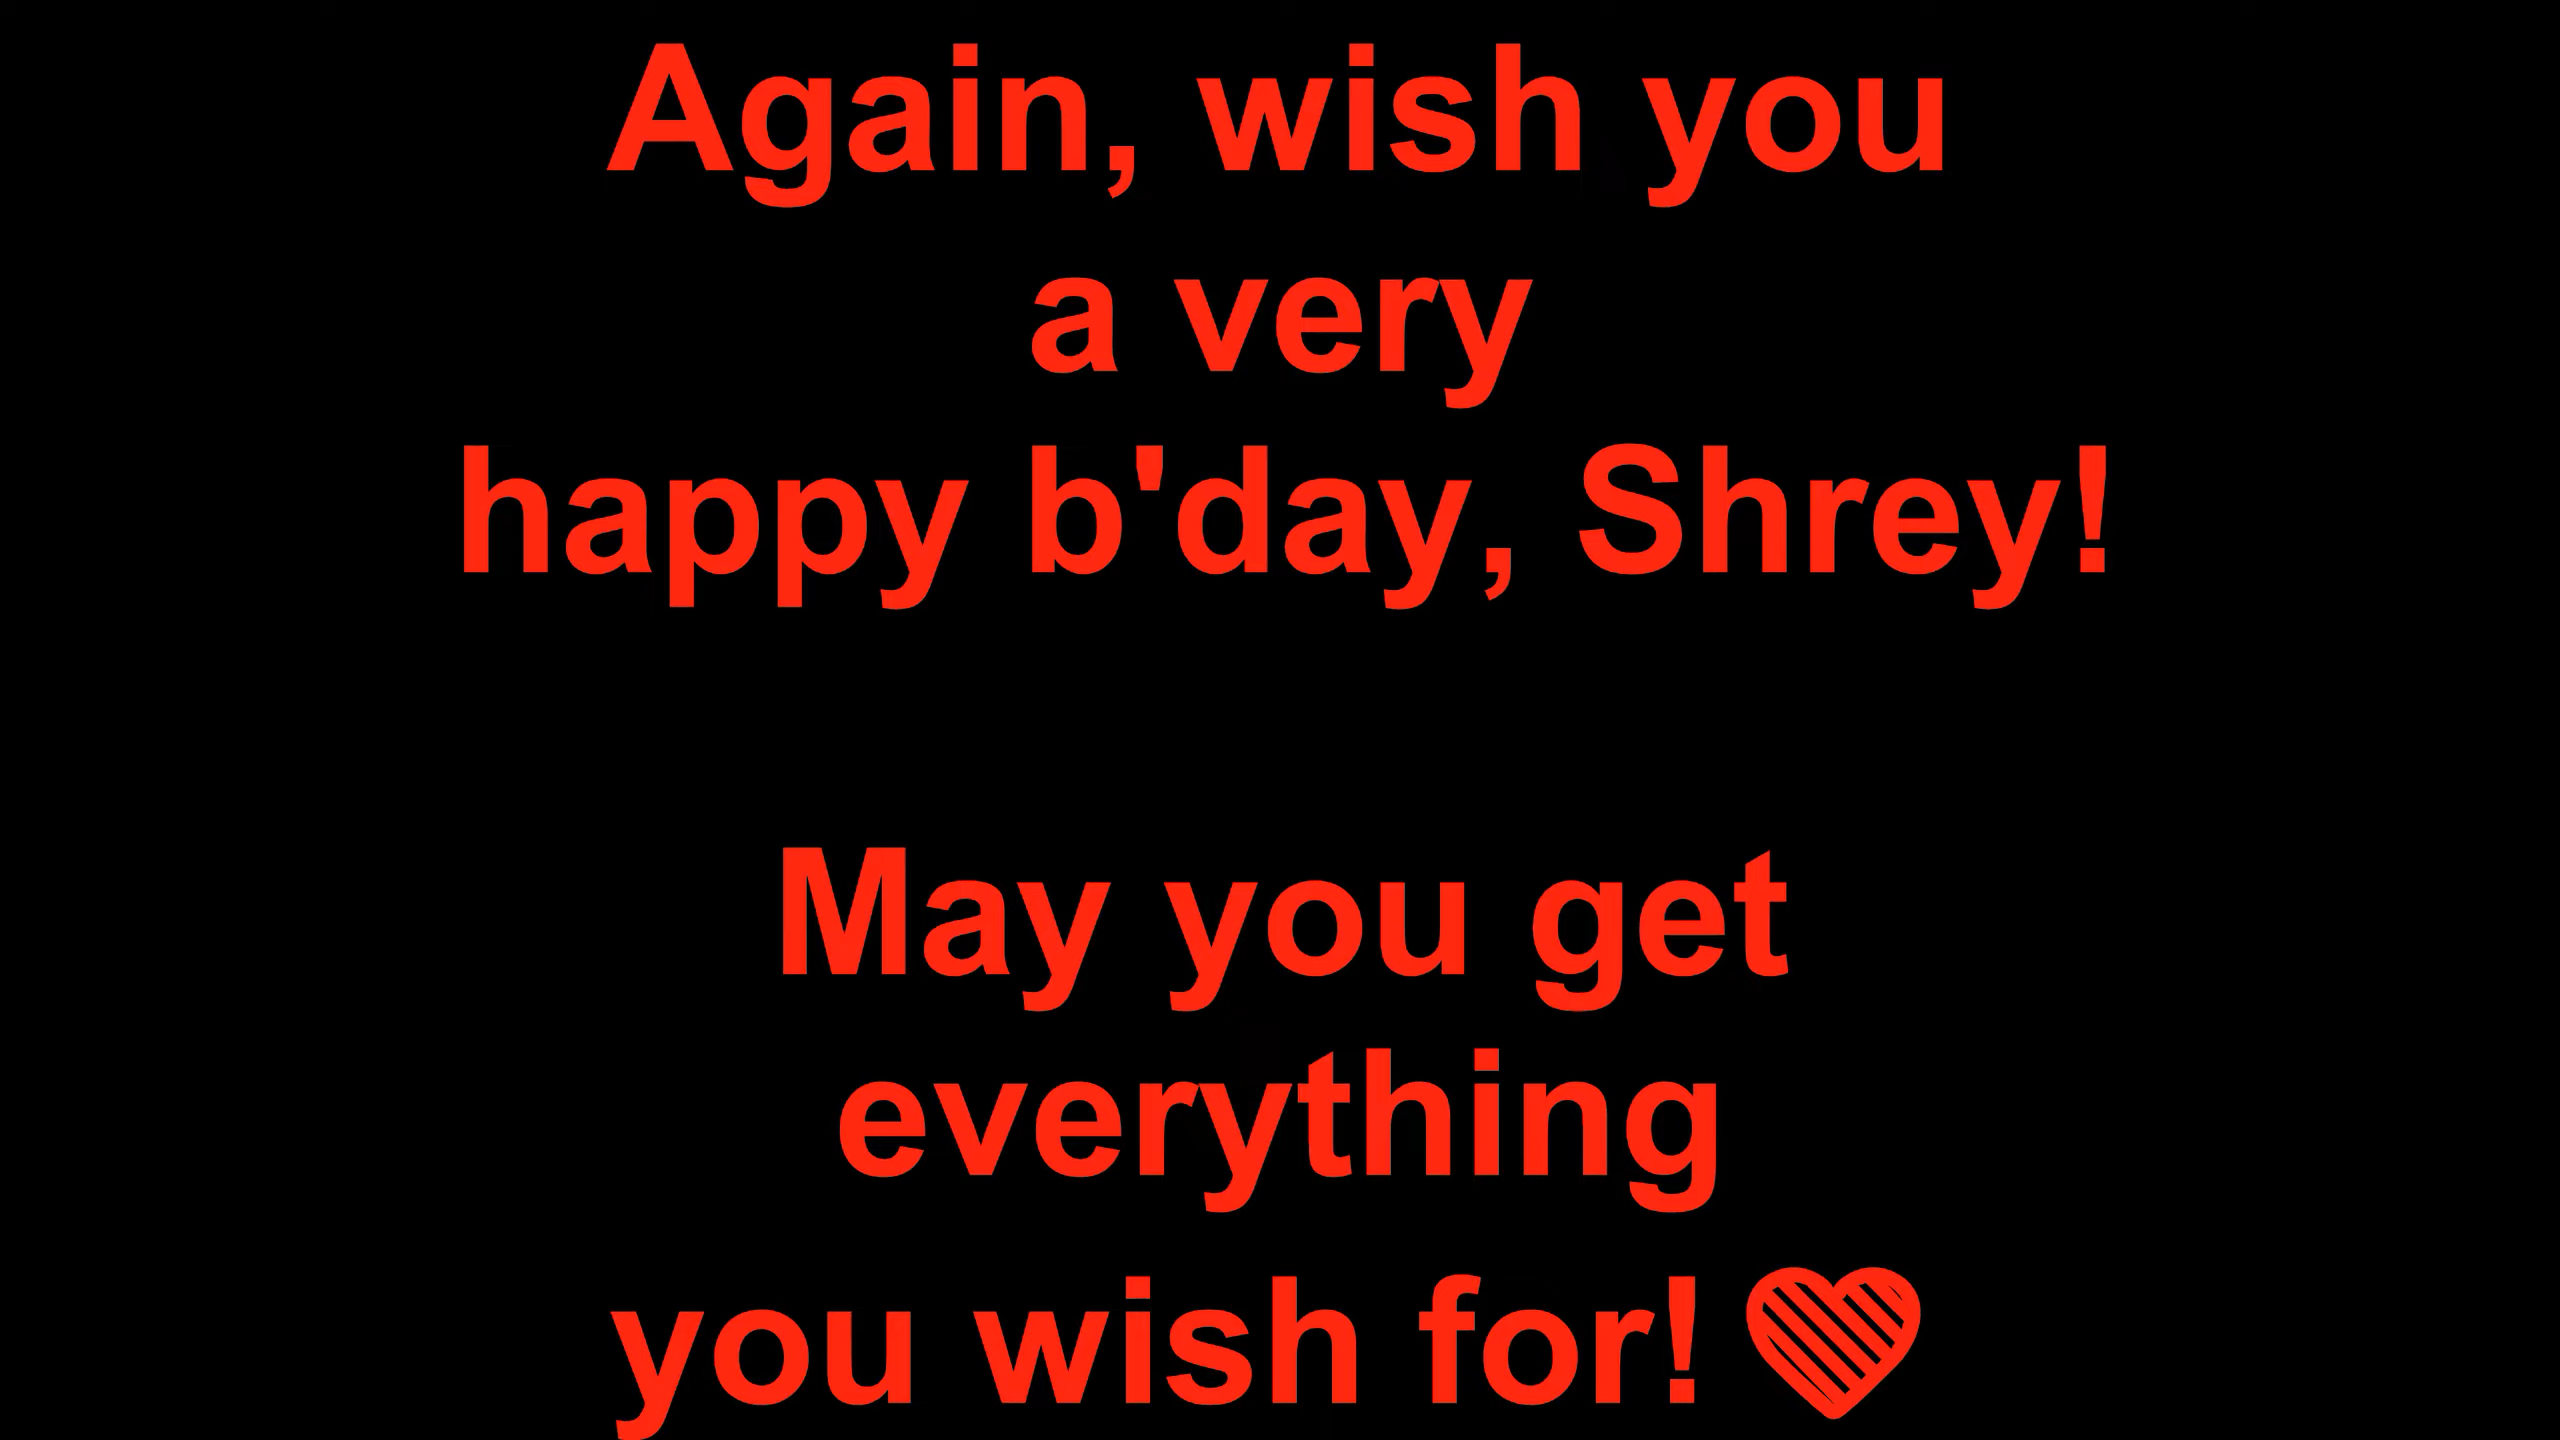 Again, wish you
a very
happy b'day, Shrey!
May you get
everything
you wish for!